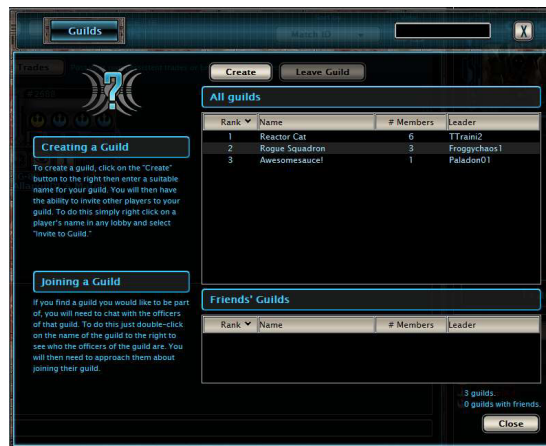 Guilds
Match 3D
X
Trades
Create
Leave Guild
All guilds
Rank Name # Members Leader
1 Reactor Cat 6 TTraini2
2 Rogue Squadron 3 Froggychaos1
3 Awesomesauce! 1 Paladon01
Creating a Guild
To create a guild, click on the "Create"
button to the right then enter a suitable
name for your guild. You will then have
the ability to invite other players to your
guild. To do this simply right click on a
player's name in any lobby and select
"Invite to Guild."
Joining a Guild
If you find a guild you would like to be part
of, you will need to chat with the officers
of that guild. To do this just double-click
on the name of the guild to the right to
see who the officers of the guild are. You
will then need to approach them about
joining their guild.
Friends' Guilds
Rank Name # Members Leader
3 guilds.
0 guilds with friends.
Close